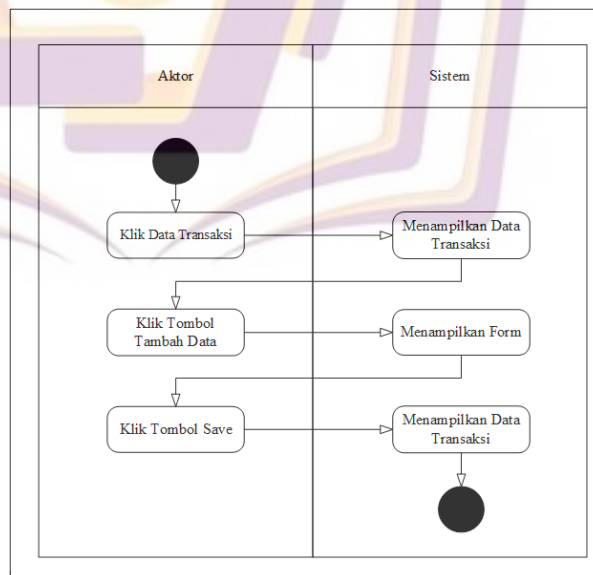 Aktor
Sistem
Klik Data Transaksi
Menampilkan Data
Transaksi
Klik Tombol
Tambah Data
Menampilkan Form
Klik Tombol Save
Menampilkan Data
Transaksi